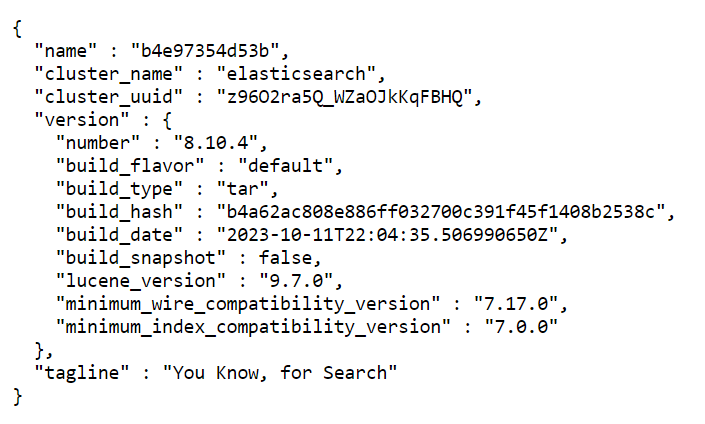 {
  "name" : "b4e97354d53b",
  "cluster_name" : "elasticsearch",
  "cluster_uuid" : "z96O2ra5Q_WZaOJkKqFBHQ",
  "version" : {
    "number" : "8.10.4",
    "build_flavor" : "default",
    "build_type" : "tar",
    "build_hash" : "b4a62ac808e886ff032700c391f45f1408b2538c",
    "build_date" : "2023-10-11T22:04:35.506990650Z",
    "build_snapshot" : false,
    "lucene_version" : "9.7.0",
    "minimum_wire_compatibility_version" : "7.17.0",
    "minimum_index_compatibility_version" : "7.0.0"
  },
  "tagline" : "You Know, for Search"
}